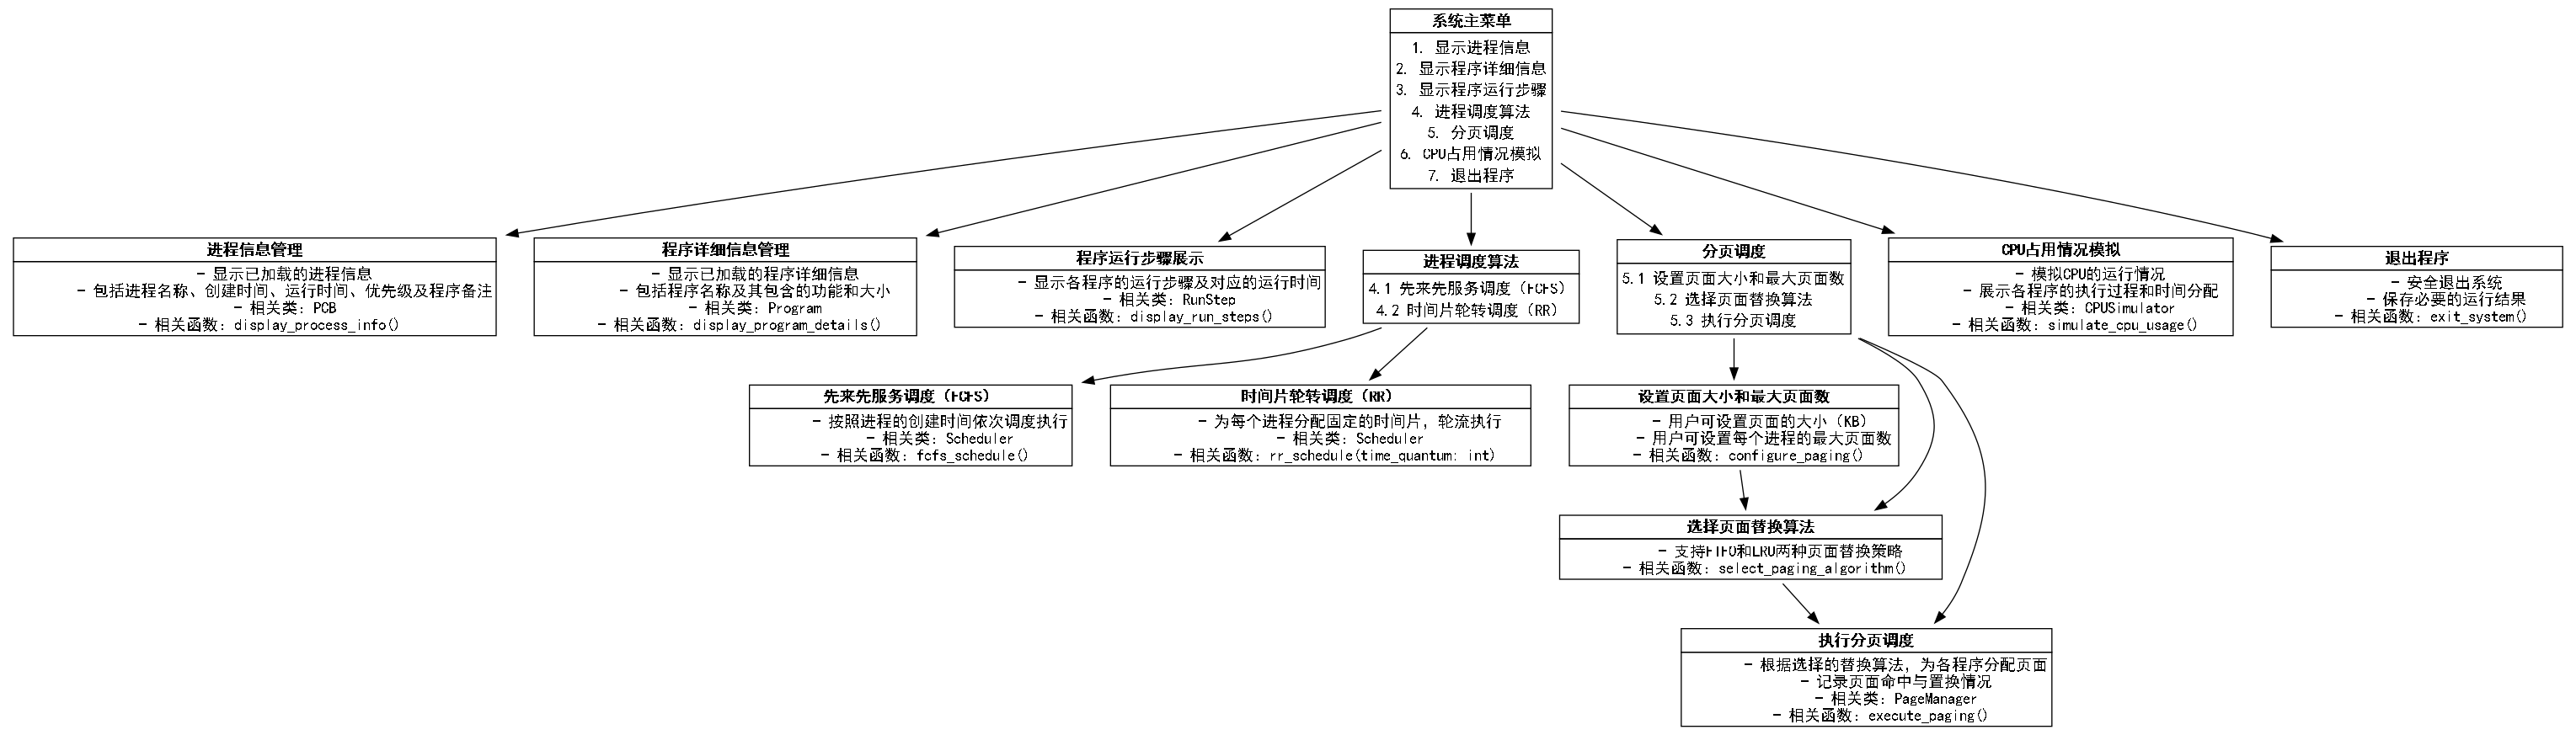 系统主菜单
1. 显示进程信息
2. 显示程序详细信息
3. 显示程序运行步骤
4. 进程调度算法
5. 分页调度
6. CPU占用情况模拟
7. 退出程序
进程信息管理
- 显示已加载的进程信息
- 包括进程名称、创建时间、运行时间、优先级及程序备注
- 相关类: PCB
- 相关函数: display_process_info()
程序详细信息管理
- 显示已加载的程序详细信息
- 包括程序名称及其包含的功能和大小
- 相关类: Program
- 相关函数: display_program_details()
程序运行步骤展示
- 显示各程序的运行步骤及对应的运行时间
- 相关类: RunStep
- 相关函数: display_run_steps()
进程调度算法
4.1 先来先服务调度（FCFS）
4.2 时间片轮转调度（RR）
分页调度
5.1 设置页面大小和最大页面数
5.2 选择页面替换算法
5.3 执行分页调度
CPU占用情况模拟
- 模拟CPU的运行情况
- 展示各程序的执行过程和时间分配
- 相关类: CPUSimulator
- 相关函数: simulate_cpu_usage()
退出程序
- 安全退出系统
- 保存必要的运行结果
- 相关函数: exit_system()
先来先服务调度（FCFS）
- 按照进程的创建时间依次调度执行
- 相关类: Scheduler
- 相关函数: fcfs_schedule()
时间片轮转调度（RR）
- 为每个进程分配固定的时间片，轮流执行
- 相关类: Scheduler
- 相关函数: rr_schedule(time_quantum: int)
设置页面大小和最大页面数
- 用户可设置页面的大小（KB）
- 用户可设置每个进程的最大页面数
- 相关函数: configure_paging()
选择页面替换算法
- 支持FIFO和LRU两种页面替换策略
- 相关函数: select_paging_algorithm()
执行分页调度
- 根据选择的替换算法，为各程序分配页面
- 记录页面命中与置换情况
- 相关类: PageManager
- 相关函数: execute_paging()